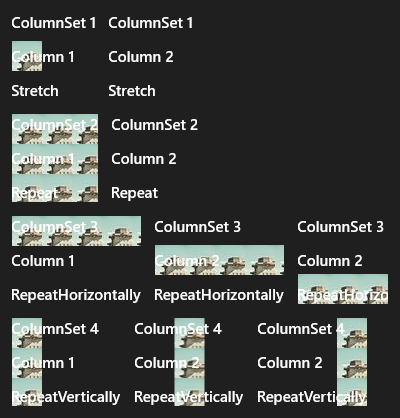 ColumnSet 1 ColumnSet 1
Column 1 Column 2
Stretch Stretch
ColumnSet 2 ColumnSet 2
Column 1 Column 2
Repeat Repeat
ColumnSet 3 ColumnSet 3 ColumnSet 3
Column 1 Column 2 Column 2
RepeatHorizontally RepeatHorizontally RepeatHorizo
ColumnSet 4 ColumnSet 4 ColumnSet 4
Column 1 Column 2 Column 2
RepeatVertically RepeatVertically RepeatVertically